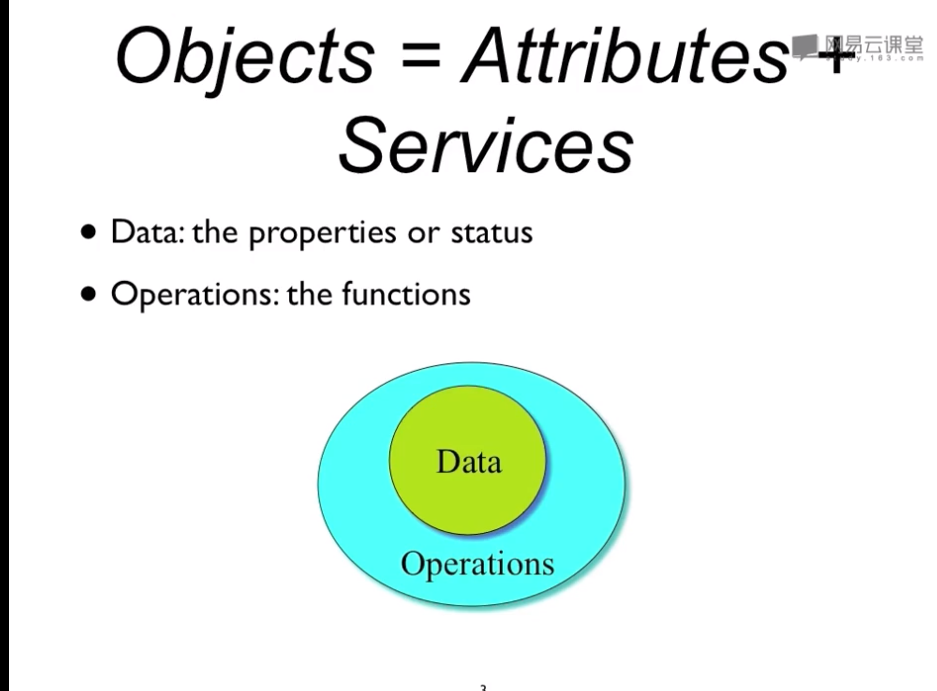 Objects = Attributes +
网易云课堂
study.163.com
Services
• Data: the properties or status
• Operations: the functions
Data
Operations
3